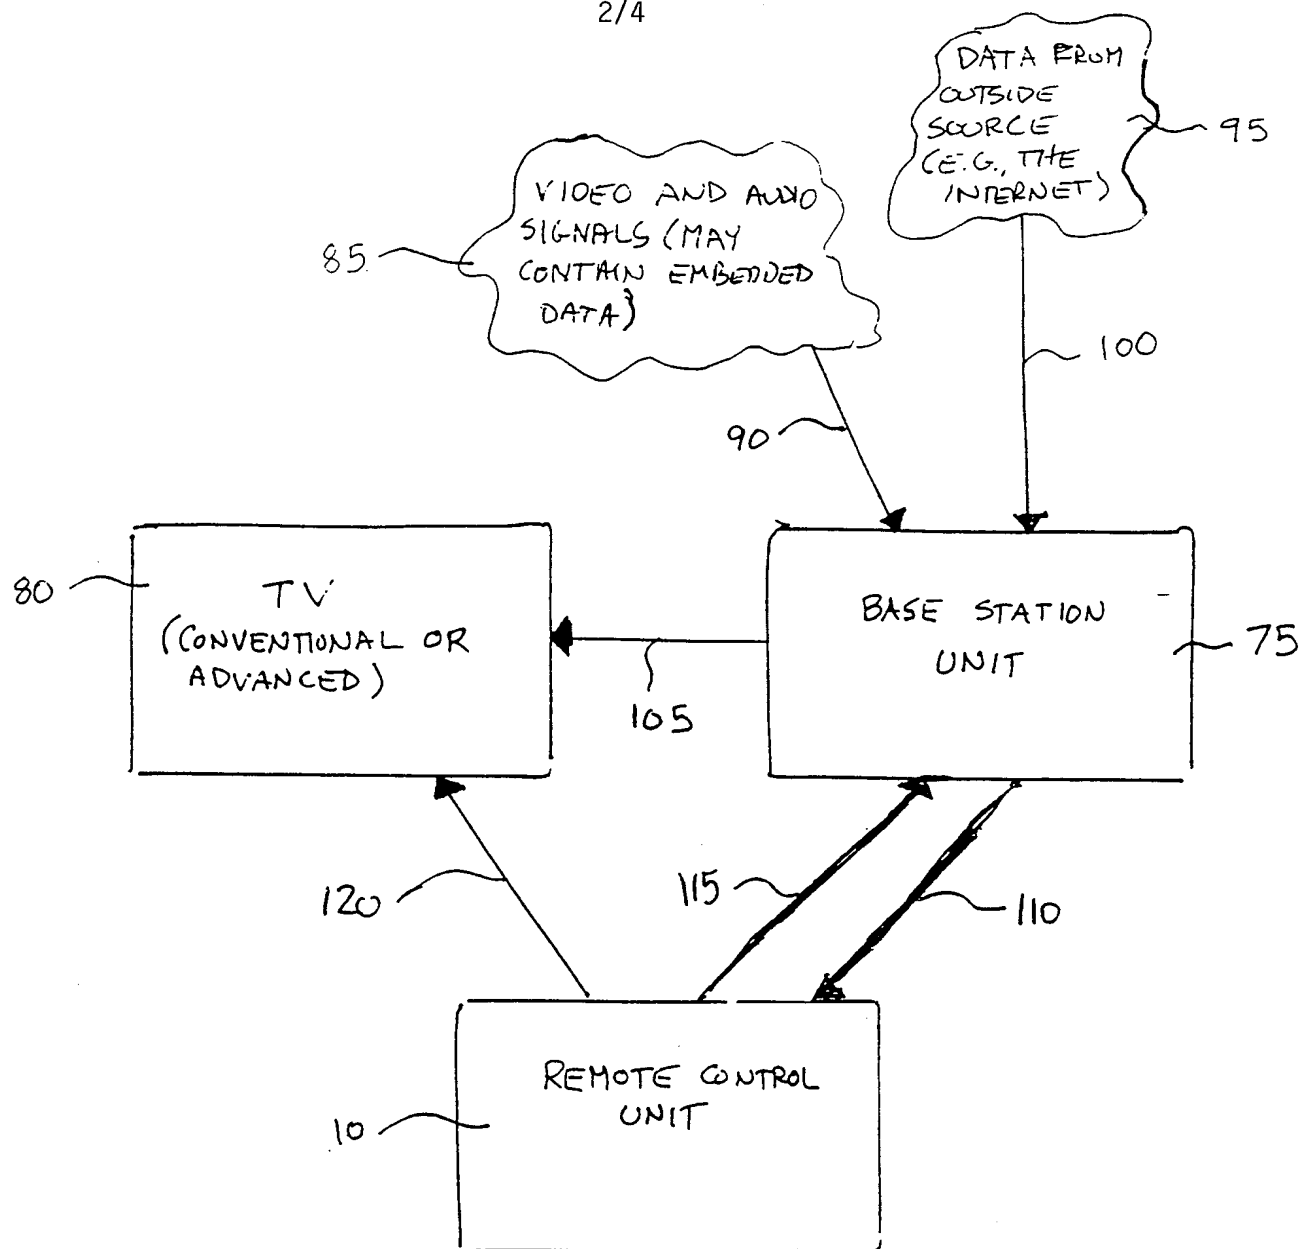 2/4
DATA FROM
OUTSIDE
SOURCE
(E.G., THE
INTERNET)
95
VIDEO AND AUDIO
SIGNALS (MAY
CONTAIN EMBEDDED
DATA)
85
100
90
80
TV
(CONVENTIONAL OR
ADVANCED)
BASE STATION
UNIT
75
105
120
115
110
REMOTE CONTROL
UNIT
10